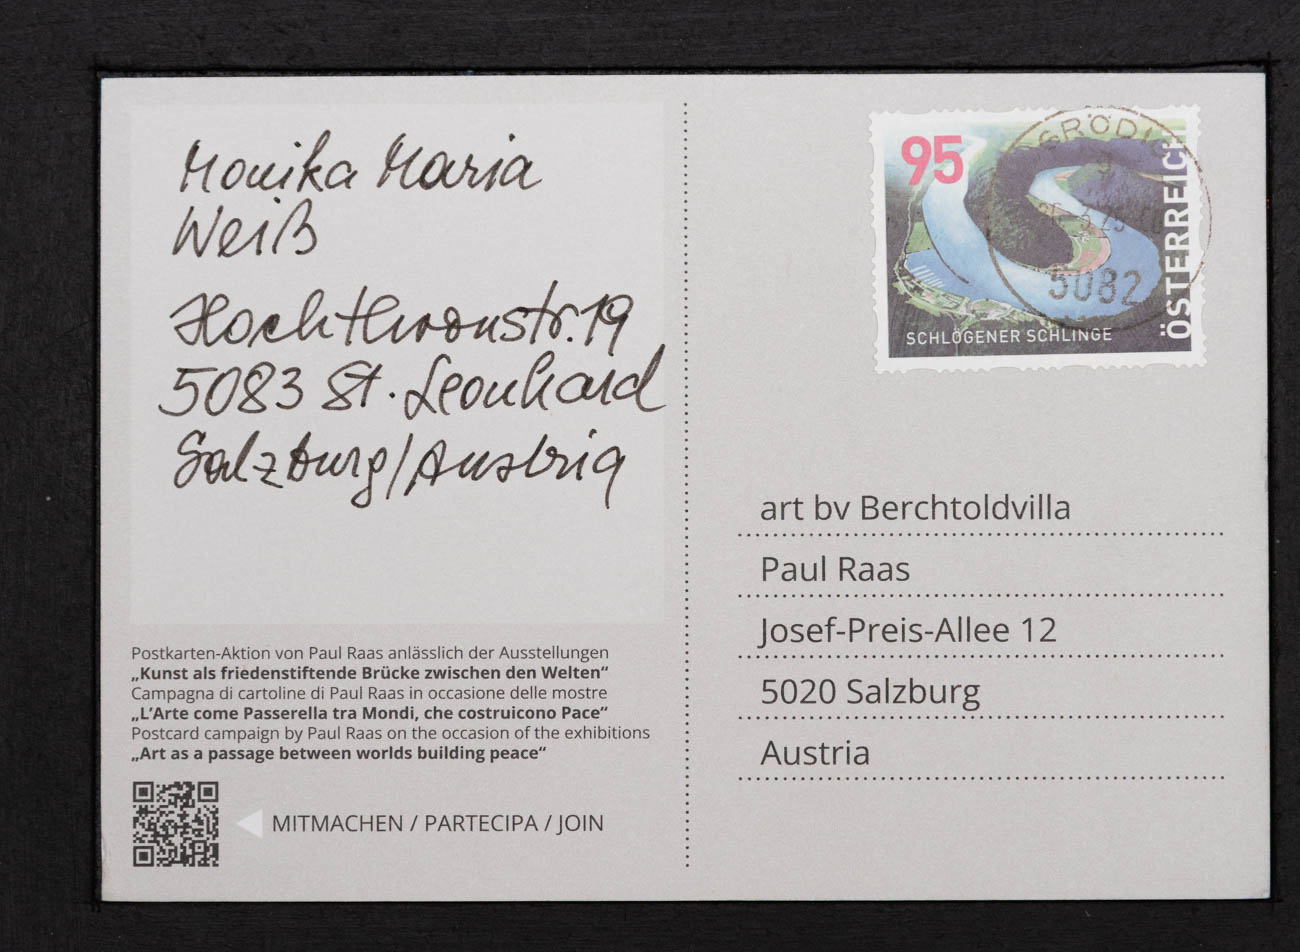 Monika Maria
Weiß
Hochthronstr. 19
5083 St. Leonhard
Salzburg/Austria
Postkarten-Aktion von Paul Raas anlässlich der Ausstellungen
„Kunst als friedenstiftende Brücke zwischen den Welten“
Campagna di cartoline di Paul Raas in occasione delle mostre
„L’Arte come Passerella tra Mondi, che costruicono Pace“
Postcard campaign by Paul Raas on the occasion of the exhibitions
„Art as a passage between worlds building peace“
MITMACHEN / PARTECIPA / JOIN
95
ÖSTERREICH
SCHLÖGENER SCHLINGE
5082
art bv Berchtoldvilla
Paul Raas
Josef-Preis-Allee 12
5020 Salzburg
Austria